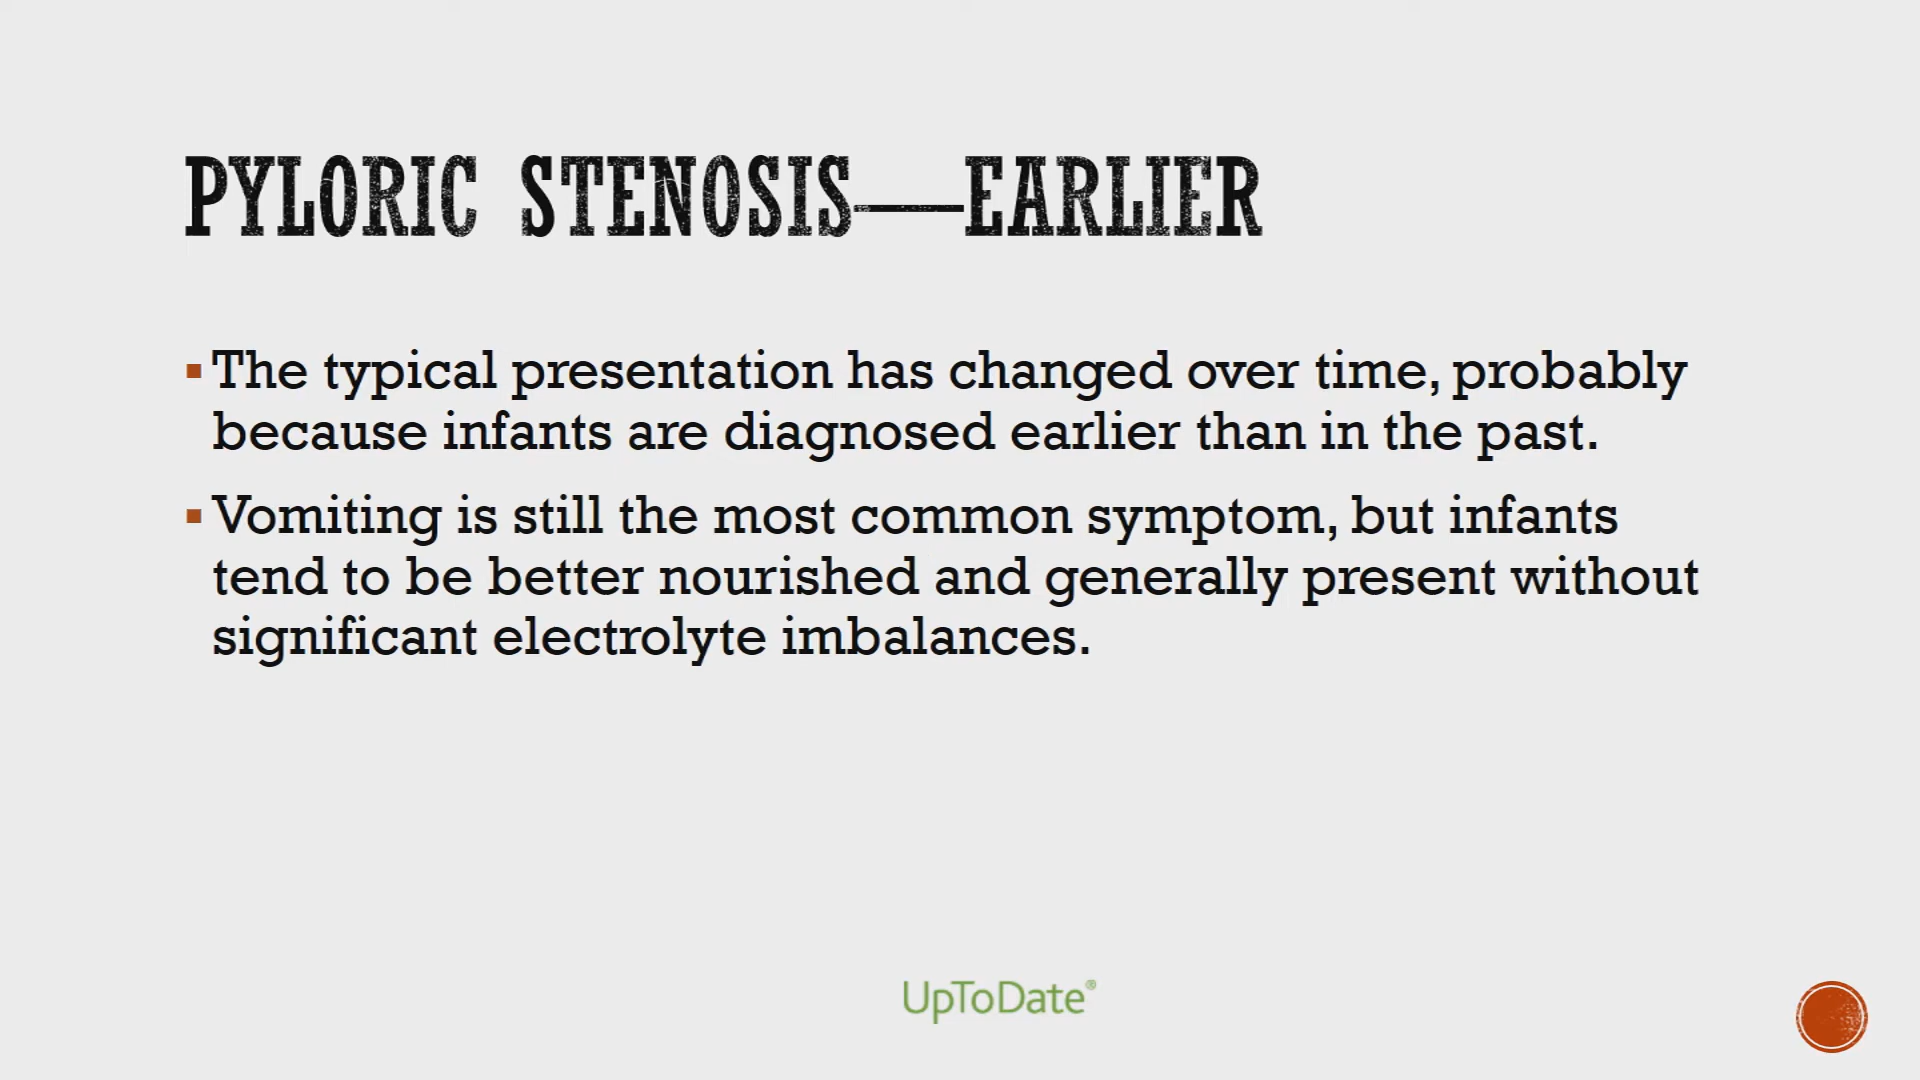 PYLORIC STENOSIS—EARLIER
▪The typical presentation has changed over time, probably
because infants are diagnosed earlier than in the past.
▪Vomiting is still the most common symptom, but infants
tend to be better nourished and generally present without
significant electrolyte imbalances.
UpToDate®